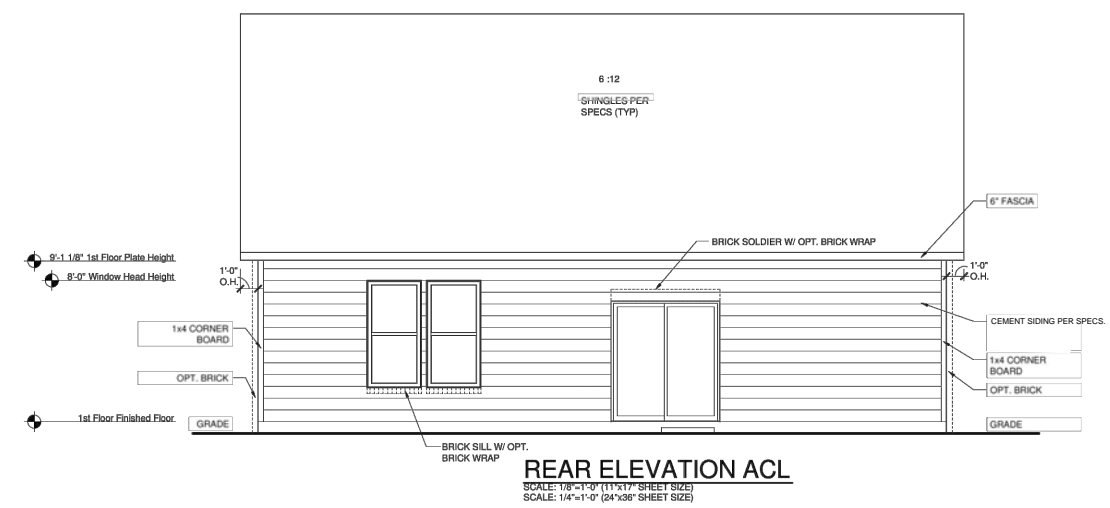 6 :12
SHINGLES PER
SPECS (TYP)
6" FASCIA
BRICK SOLDIER W/ OPT. BRICK WRAP
9'-1 1/8" 1st Floor Plate Height
8'-0" Window Head Height
1'-0"
O.H.
1'-0"
O.H.
CEMENT SIDING PER SPECS.
1x4 CORNER
BOARD
1x4 CORNER
BOARD
OPT. BRICK
OPT. BRICK
1st Floor Finished Floor
GRADE
GRADE
BRICK SILL W/ OPT.
BRICK WRAP
REAR ELEVATION ACL
SCALE: 1/8"=1'-0" (11"x17" SHEET SIZE)
SCALE: 1/4"=1'-0" (24"x36" SHEET SIZE)